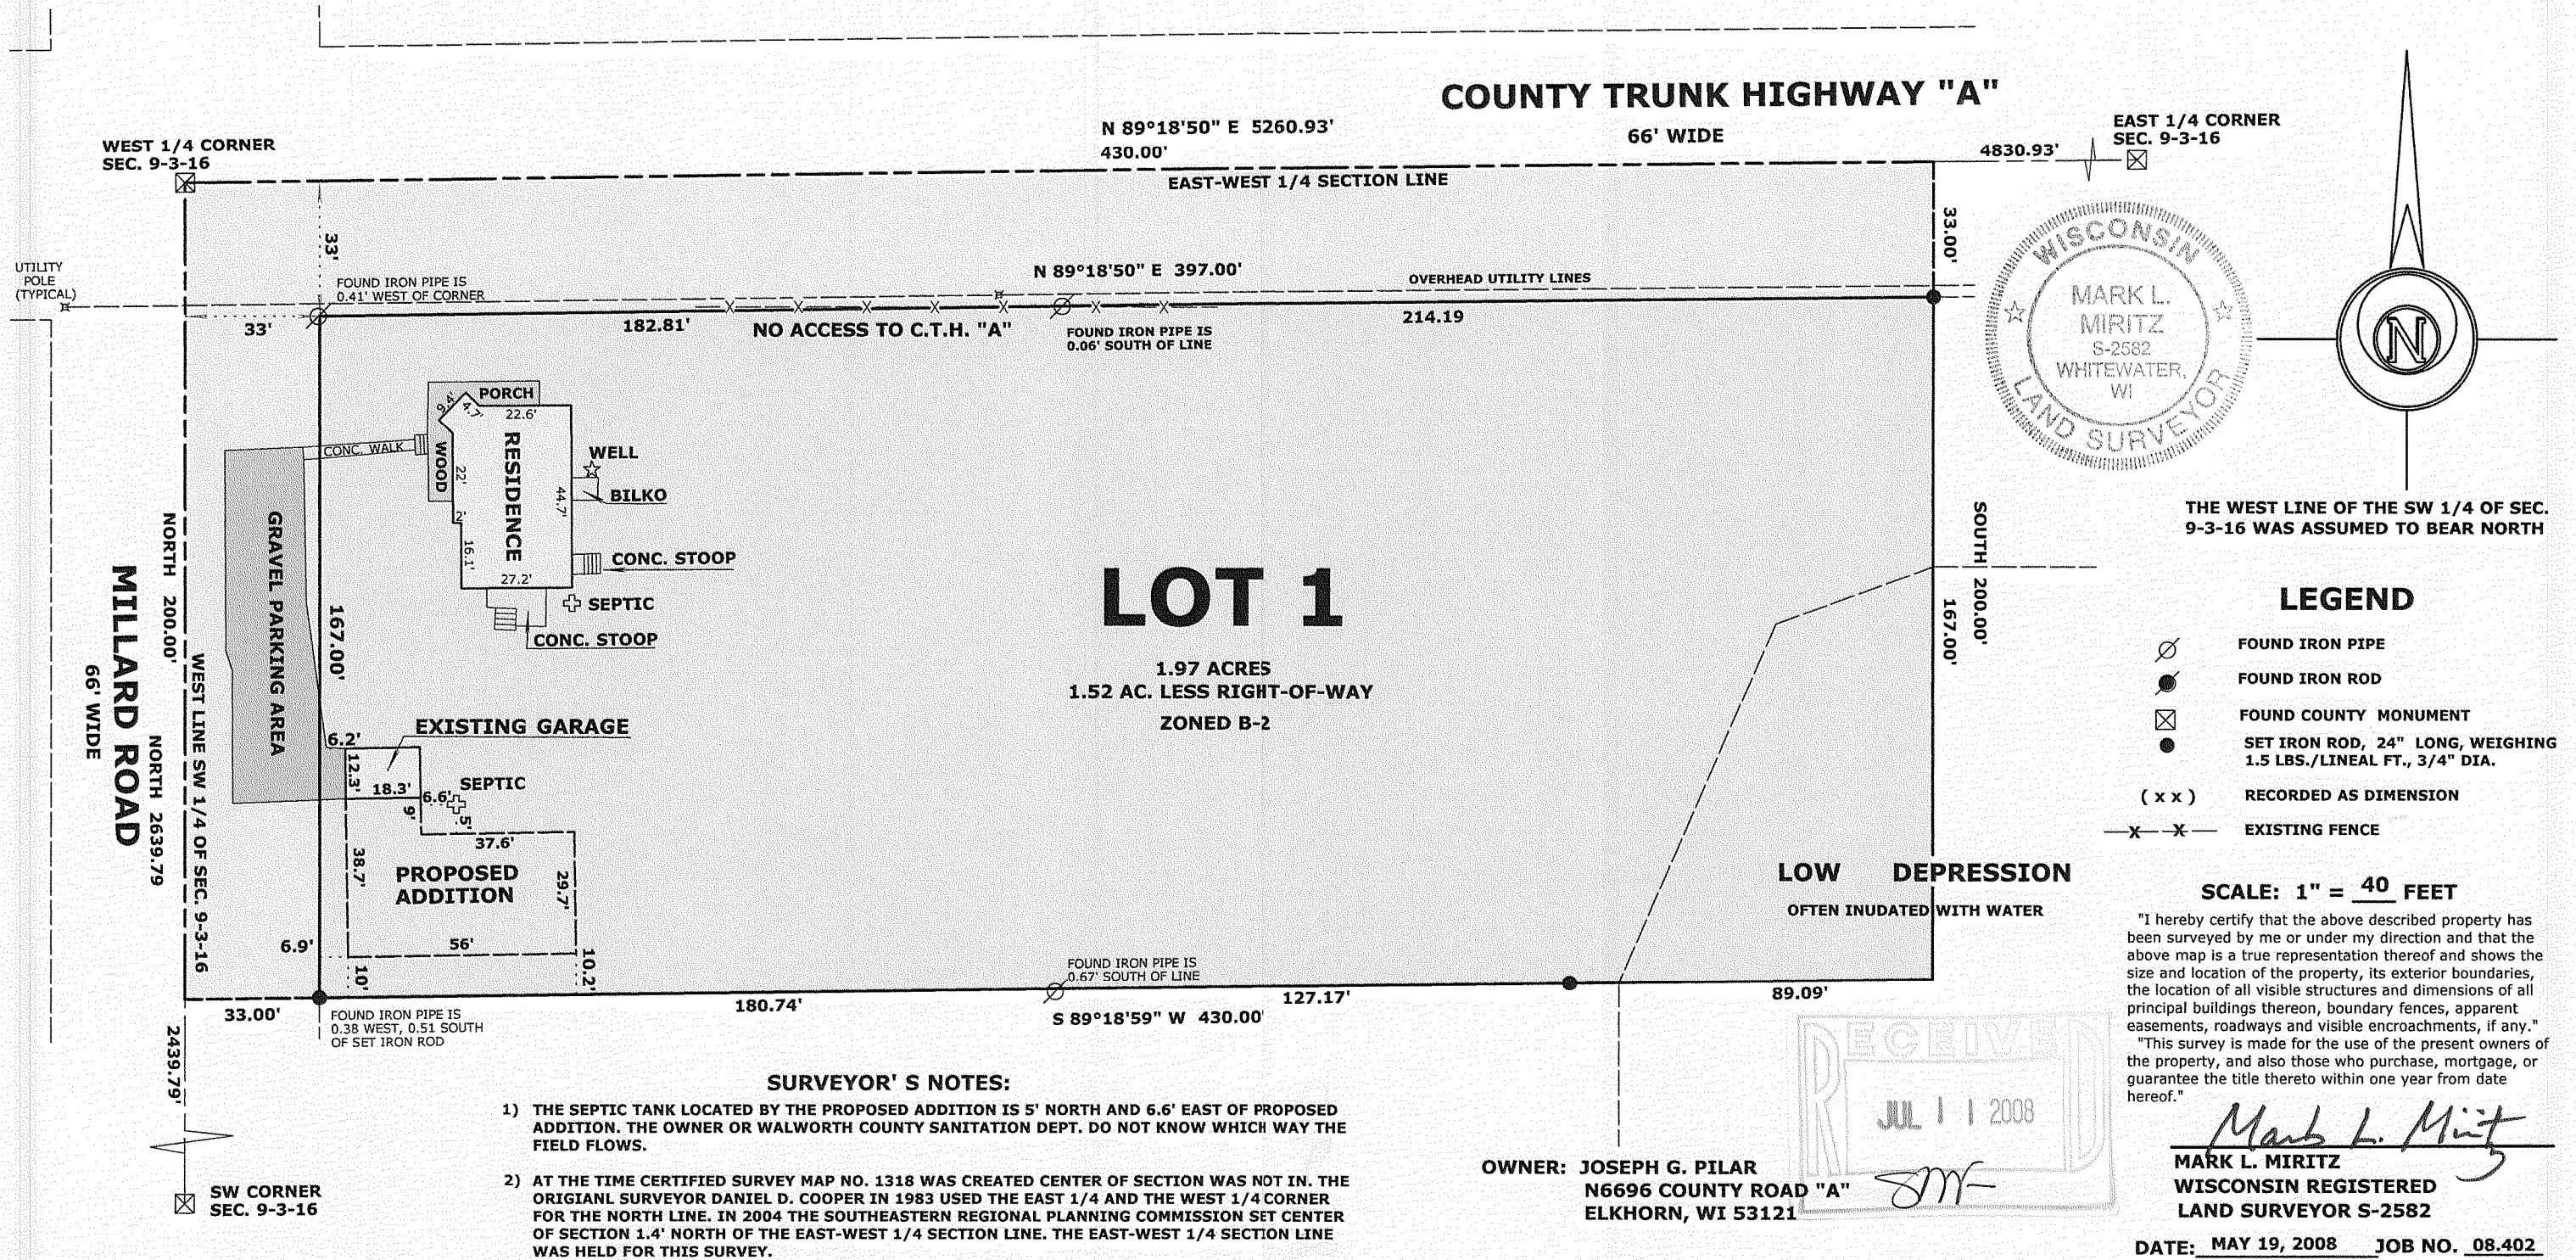 COUNTY TRUNK HIGHWAY "A"
66' WIDE
N 89°18'50" E 5260.93'
430.00'
EAST-WEST 1/4 SECTION LINE
WEST 1/4 CORNER
SEC. 9-3-16
EAST 1/4 CORNER
SEC. 9-3-16
4830.93'
33'
33.00'
UTILITY
POLE
(TYPICAL)
FOUND IRON PIPE IS
0.41' WEST OF CORNER
N 89°18'50" E 397.00'
OVERHEAD UTILITY LINES
33'
182.81'
NO ACCESS TO C.T.H. "A"
FOUND IRON PIPE IS
0.06' SOUTH OF LINE
214.19
WISCONSIN
MARK L.
MIRITZ
S-2582
WHITEWATER,
WI
LAND SURVEYOR
N
PORCH
9.4'
4.7'
22.6'
CONC. WALK
WOOD
RESIDENCE
22'
2'
16.1'
44.7'
27.2'
WELL
BILKO
CONC. STOOP
SEPTIC
CONC. STOOP
GRAVEL PARKING AREA
167.00'
NORTH 200.00'
MILLARD ROAD
66' WIDE
NORTH 2639.79
WEST LINE SW 1/4 OF SEC. 9-3-16
LOT 1
1.97 ACRES
1.52 AC. LESS RIGHT-OF-WAY
ZONED B-2
SOUTH 200.00'
167.00'
EXISTING GARAGE
6.2'
12.3'
18.3'
6.6'
SEPTIC
9'
5'
37.6'
38.7'
PROPOSED
ADDITION
29.7'
56'
6.9'
10'
10.2'
LOW DEPRESSION
OFTEN INUDATED WITH WATER
FOUND IRON PIPE IS
0.67' SOUTH OF LINE
33.00'
180.74'
127.17'
89.09'
S 89°18'59" W 430.00'
FOUND IRON PIPE IS
0.38 WEST, 0.51 SOUTH
OF SET IRON ROD
2439.79'
SW CORNER
SEC. 9-3-16
THE WEST LINE OF THE SW 1/4 OF SEC.
9-3-16 WAS ASSUMED TO BEAR NORTH
LEGEND
FOUND IRON PIPE
FOUND IRON ROD
FOUND COUNTY MONUMENT
SET IRON ROD, 24" LONG, WEIGHING
1.5 LBS./LINEAL FT., 3/4" DIA.
( x x ) RECORDED AS DIMENSION
X X EXISTING FENCE
SCALE: 1" = 40 FEET
"I hereby certify that the above described property has
been surveyed by me or under my direction and that the
above map is a true representation thereof and shows the
size and location of the property, its exterior boundaries,
the location of all visible structures and dimensions of all
principal buildings thereon, boundary fences, apparent
easements, roadways and visible encroachments, if any."
"This survey is made for the use of the present owners of
the property, and also those who purchase, mortgage, or
guarantee the title thereto within one year from date
hereof."
Mark L. Miritz
MARK L. MIRITZ
WISCONSIN REGISTERED
LAND SURVEYOR S-2582
DATE: MAY 19, 2008 JOB NO. 08.402
SURVEYOR' S NOTES:
1) THE SEPTIC TANK LOCATED BY THE PROPOSED ADDITION IS 5' NORTH AND 6.6' EAST OF PROPOSED
ADDITION. THE OWNER OR WALWORTH COUNTY SANITATION DEPT. DO NOT KNOW WHICH WAY THE
FIELD FLOWS.
2) AT THE TIME CERTIFIED SURVEY MAP NO. 1318 WAS CREATED CENTER OF SECTION WAS NOT IN. THE
ORIGIANL SURVEYOR DANIEL D. COOPER IN 1983 USED THE EAST 1/4 AND THE WEST 1/4 CORNER
FOR THE NORTH LINE. IN 2004 THE SOUTHEASTERN REGIONAL PLANNING COMMISSION SET CENTER
OF SECTION 1.4' NORTH OF THE EAST-WEST 1/4 SECTION LINE. THE EAST-WEST 1/4 SECTION LINE
WAS HELD FOR THIS SURVEY.
OWNER: JOSEPH G. PILAR
N6696 COUNTY ROAD "A"
ELKHORN, WI 53121
RECEIVED
JUL 11 2008